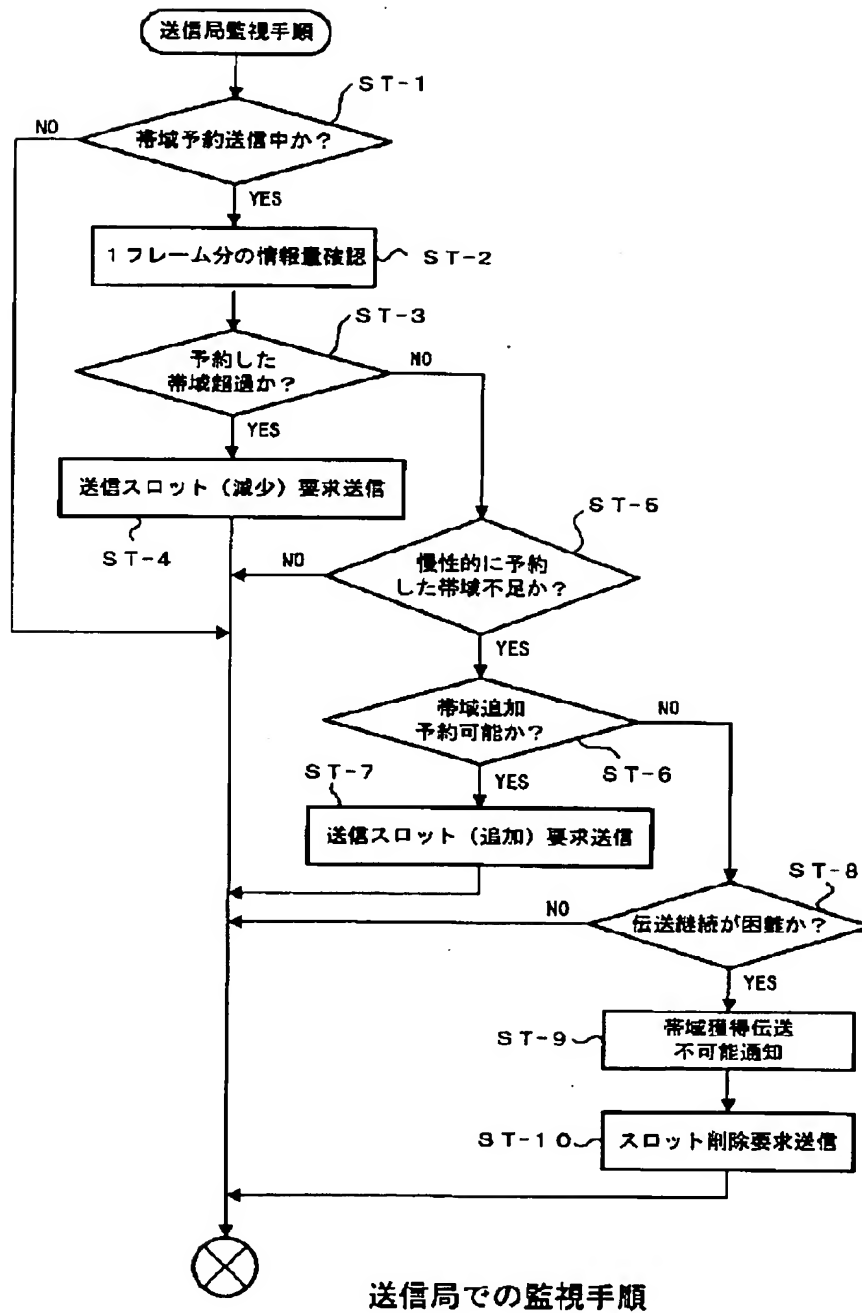 送信局監視手順
ST-1
NO
帯域予約送信中か?
YES
1フレーム分の情報量確認
ST-2
ST-3
予約した
帯域超過か?
NO
YES
送信スロット(減少)要求送信
ST-4
ST-5
NO
慢性的に予約
した帯域不足か?
YES
帯域追加
予約可能か?
NO
ST-6
ST-7
YES
送信スロット(追加)要求送信
ST-8
NO
伝送継続が困難か?
YES
ST-9
帯域獲得伝送
不可能通知
ST-10
スロット削除要求送信
送信局での監視手順